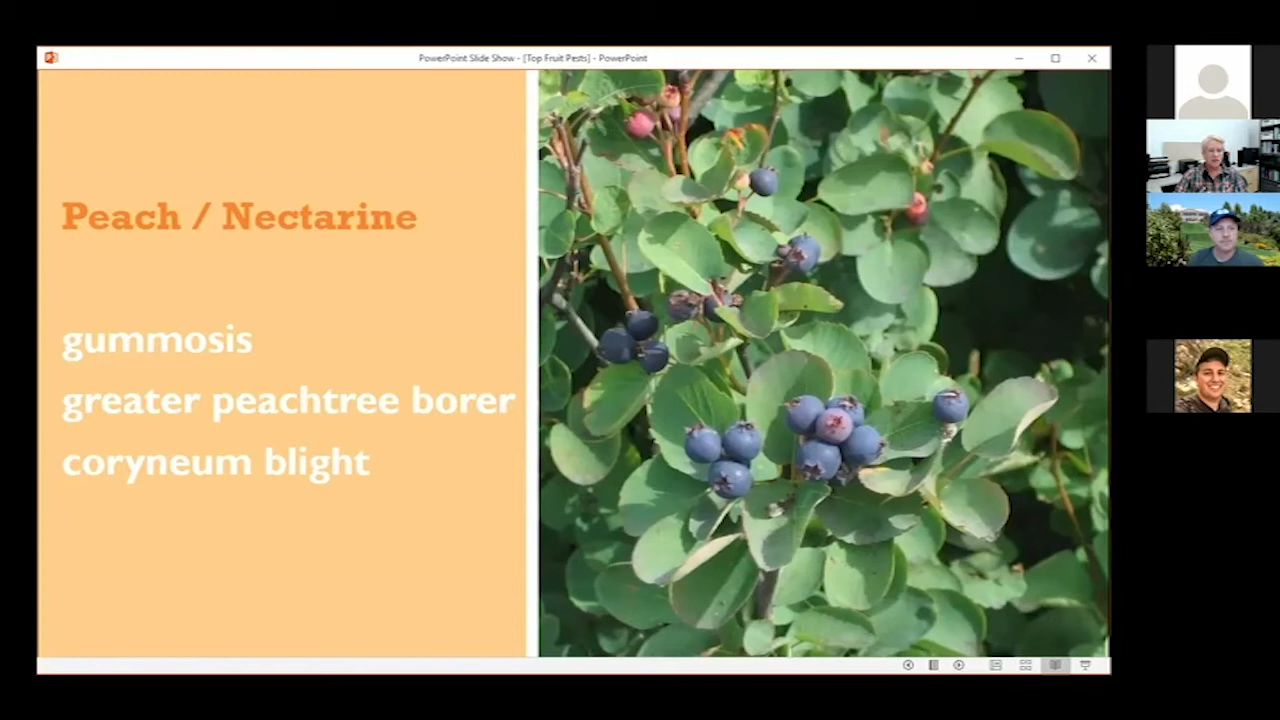 PowerPoint Slide Show - [Top Fruit Pests] - PowerPoint
Peach / Nectarine
gummosis
greater peachtree borer
coryneum blight